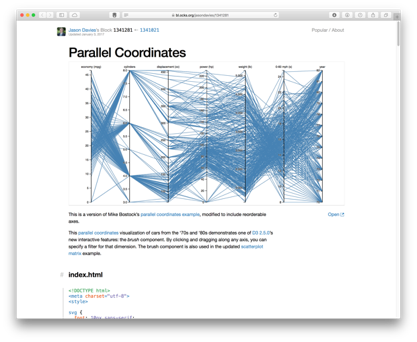 bl.ocks.org/jasondavies/1341281
Jason Davies's Block 1341281 ← 1341021
Popular / About
Updated January 3, 2017
Parallel Coordinates
economy (mpg) cylinders displacement (cc) power (hp) weight (lb) 0-60 mph (s) year
This is a version of Mike Bostock's parallel coordinates example, modified to include reorderable
axes.
Open
This parallel coordinates visualization of cars from the '70s and '80s demonstrates one of D3 2.5.0's
new interactive features: the brush component. By clicking and dragging along any axis, you can
specify a filter for that dimension. The brush component is also used in the updated scatterplot
matrix example.
# index.html
<!DOCTYPE html>
<meta charset="utf-8">
<style>
svg {
font: 10px sans-serif;